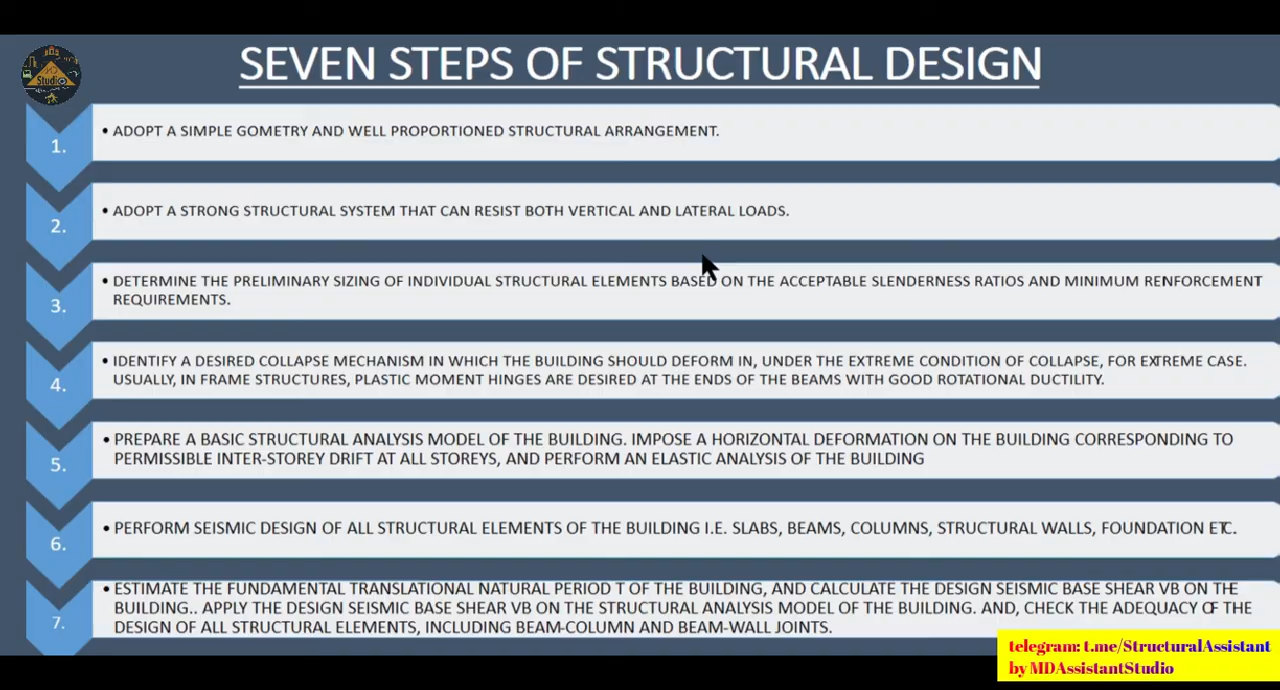 Studio
SEVEN STEPS OF STRUCTURAL DESIGN
1.
• ADOPT A SIMPLE GOMETRY AND WELL PROPORTIONED STRUCTURAL ARRANGEMENT.
2.
• ADOPT A STRONG STRUCTURAL SYSTEM THAT CAN RESIST BOTH VERTICAL AND LATERAL LOADS.
3.
• DETERMINE THE PRELIMINARY SIZING OF INDIVIDUAL STRUCTURAL ELEMENTS BASED ON THE ACCEPTABLE SLENDERNESS RATIOS AND MINIMUM RENFORCEMENT
REQUIREMENTS.
4.
• IDENTIFY A DESIRED COLLAPSE MECHANISM IN WHICH THE BUILDING SHOULD DEFORM IN, UNDER THE EXTREME CONDITION OF COLLAPSE, FOR EXTREME CASE.
USUALLY, IN FRAME STRUCTURES, PLASTIC MOMENT HINGES ARE DESIRED AT THE ENDS OF THE BEAMS WITH GOOD ROTATIONAL DUCTILITY.
5.
• PREPARE A BASIC STRUCTURAL ANALYSIS MODEL OF THE BUILDING. IMPOSE A HORIZONTAL DEFORMATION ON THE BUILDING CORRESPONDING TO
PERMISSIBLE INTER-STOREY DRIFT AT ALL STOREYS, AND PERFORM AN ELASTIC ANALYSIS OF THE BUILDING
6.
• PERFORM SEISMIC DESIGN OF ALL STRUCTURAL ELEMENTS OF THE BUILDING I.E. SLABS, BEAMS, COLUMNS, STRUCTURAL WALLS, FOUNDATION ETC.
7.
• ESTIMATE THE FUNDAMENTAL TRANSLATIONAL NATURAL PERIOD T OF THE BUILDING, AND CALCULATE THE DESIGN SEISMIC BASE SHEAR VB ON THE
BUILDING.. APPLY THE DESIGN SEISMIC BASE SHEAR VB ON THE STRUCTURAL ANALYSIS MODEL OF THE BUILDING. AND, CHECK THE ADEQUACY OF THE
DESIGN OF ALL STRUCTURAL ELEMENTS, INCLUDING BEAM-COLUMN AND BEAM-WALL JOINTS.
telegram: t.me/StructuralAssistant
by MDAssistantStudio